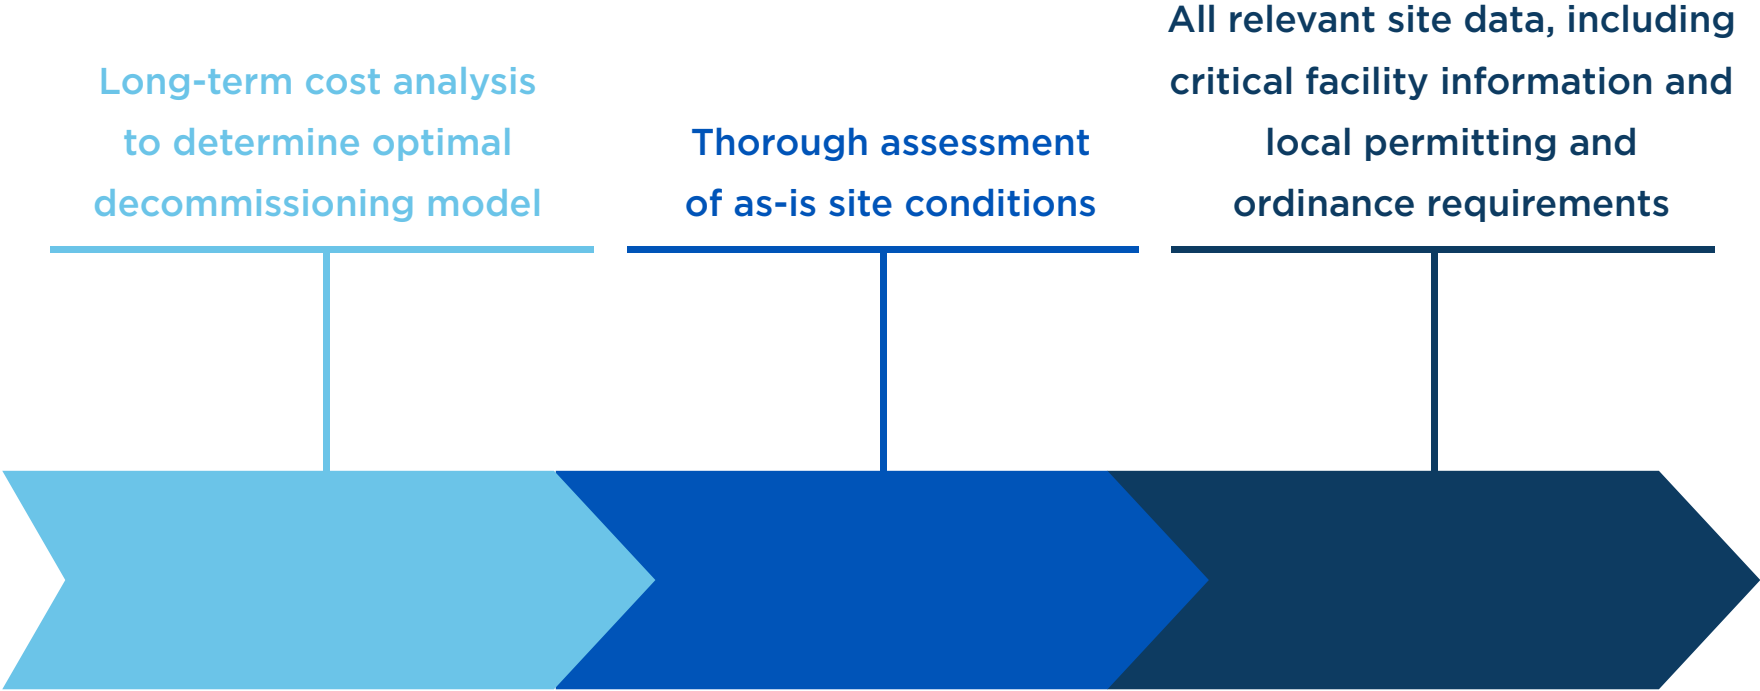 Long-term cost analysis
to determine optimal
decommissioning model
Thorough assessment
of as-is site conditions
All relevant site data, including
critical facility information and
local permitting and
ordinance requirements